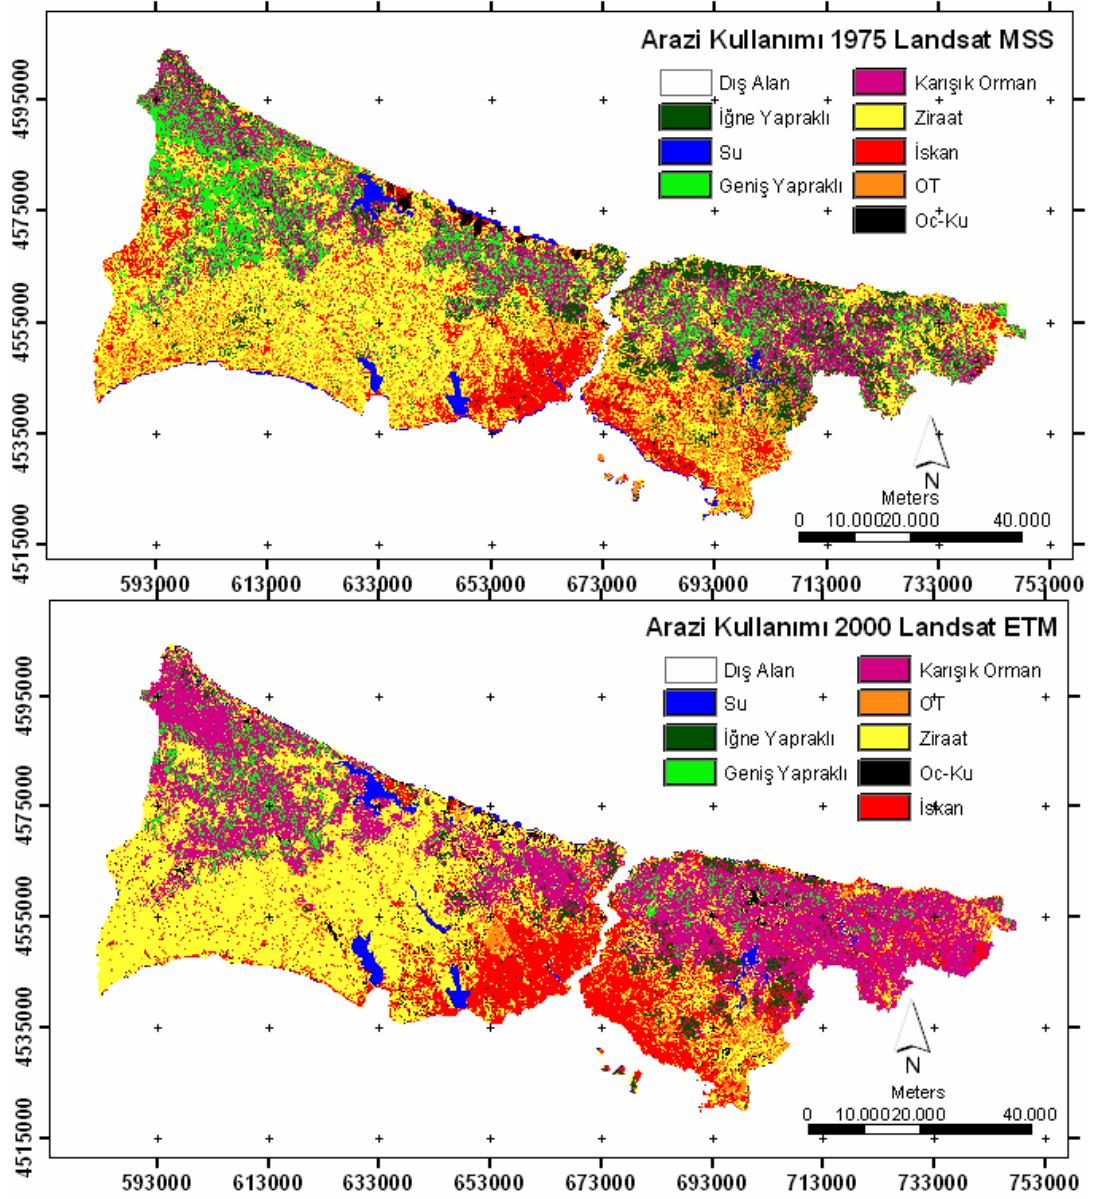 Arazi Kullanımı 1975 Landsat MSS
Dış Alan
İğne Yapraklı
Su
Geniş Yapraklı
Karışık Orman
Ziraat
İskan
OT
Oc-Ku
N
Meters
0 10.000 20.000 40.000
4595000
4575000
4555000
4535000
4515000
593000 613000 633000 653000 673000 693000 713000 733000 753000
Arazi Kullanımı 2000 Landsat ETM
Dış Alan
Su
İğne Yapraklı
Geniş Yapraklı
Karışık Orman
OT
Ziraat
Oc-Ku
İskan
N
Meters
0 10.000 20.000 40.000
4595000
4575000
4555000
4535000
4515000
593000 613000 633000 653000 673000 693000 713000 733000 753000